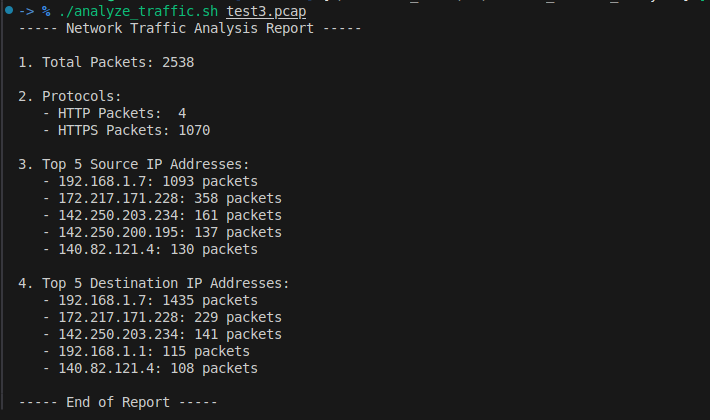 -> % ./analyze_traffic.sh test3.pcap
----- Network Traffic Analysis Report -----
1. Total Packets: 2538
2. Protocols:
- HTTP Packets:  4
- HTTPS Packets: 1070
3. Top 5 Source IP Addresses:
- 192.168.1.7: 1093 packets
- 172.217.171.228: 358 packets
- 142.250.203.234: 161 packets
- 142.250.200.195: 137 packets
- 140.82.121.4: 130 packets
4. Top 5 Destination IP Addresses:
- 192.168.1.7: 1435 packets
- 172.217.171.228: 229 packets
- 142.250.203.234: 141 packets
- 192.168.1.1: 115 packets
- 140.82.121.4: 108 packets
----- End of Report -----